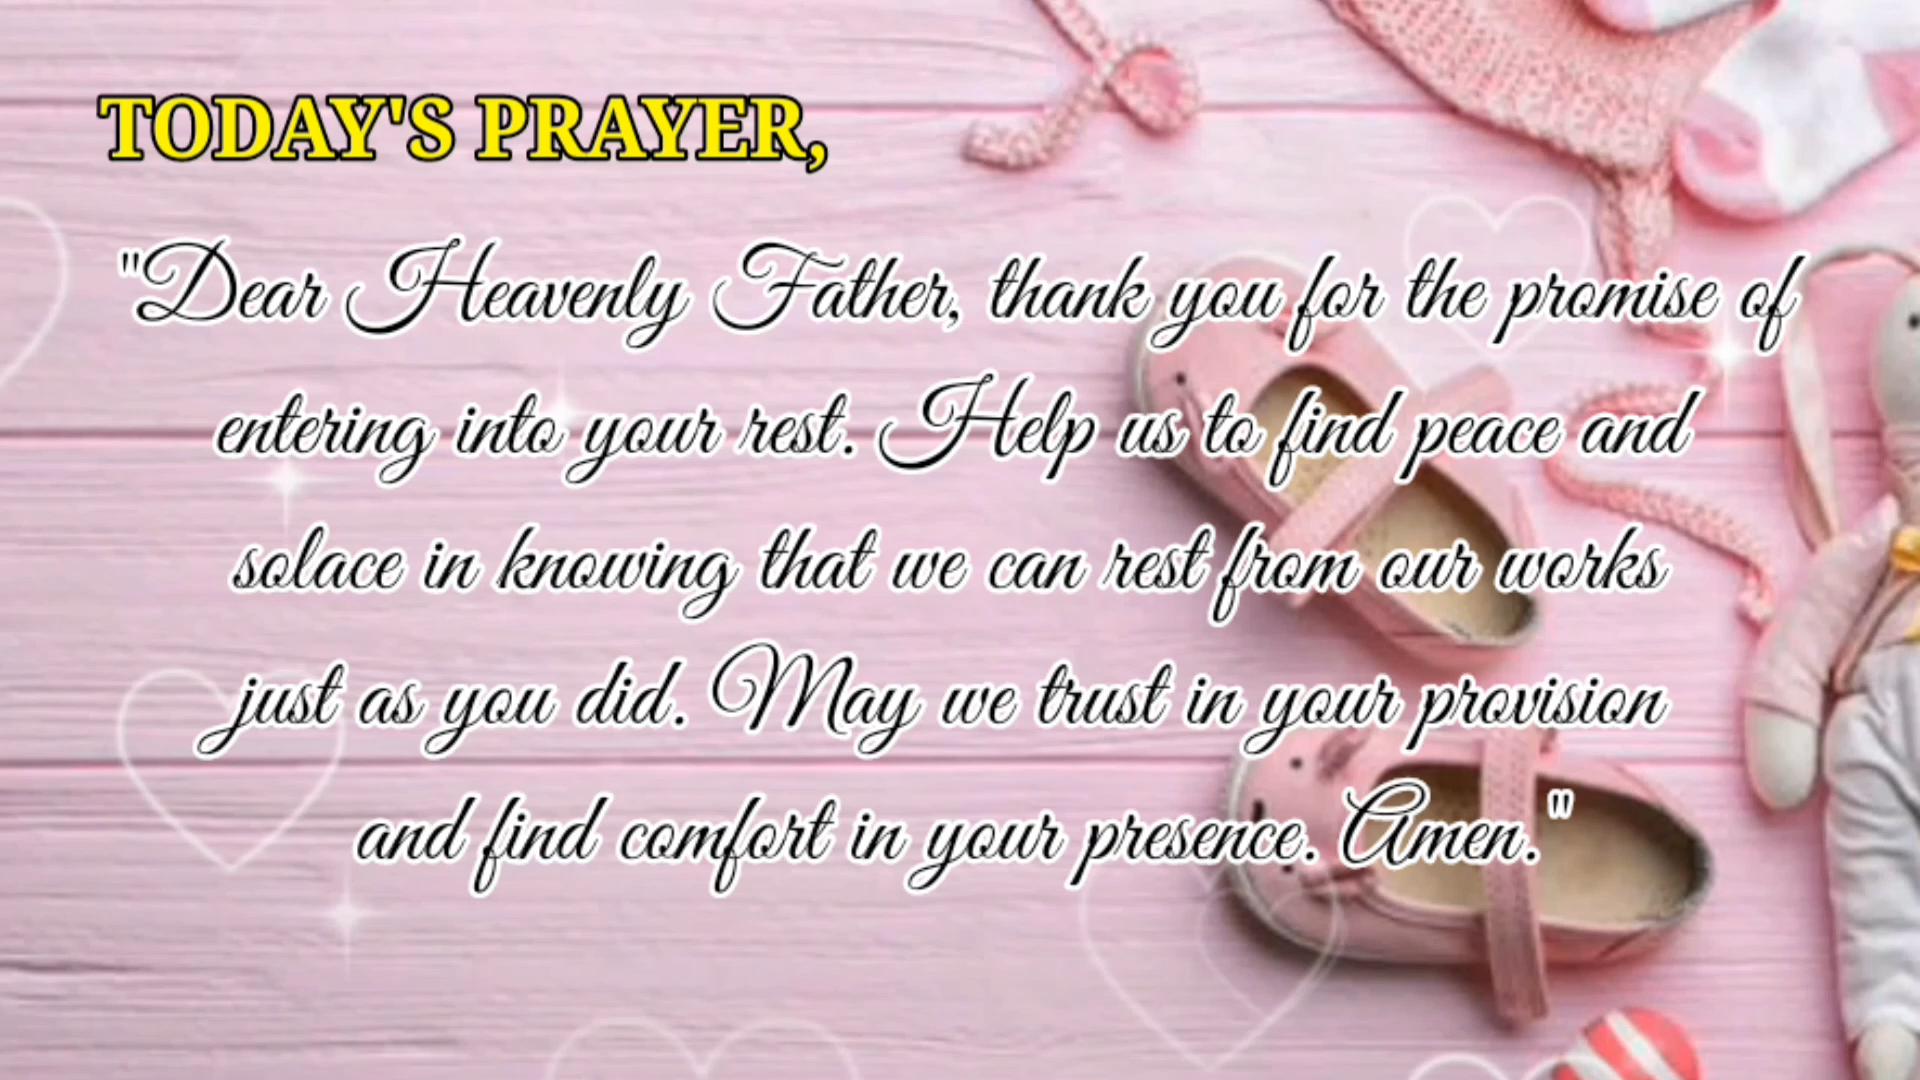 TODAY'S PRAYER,
"Dear Heavenly Father, thank you for the promise of
entering into your rest. Help us to find peace and
solace in knowing that we can rest from our works
just as you did. May we trust in your provision
and find comfort in your presence. Amen."